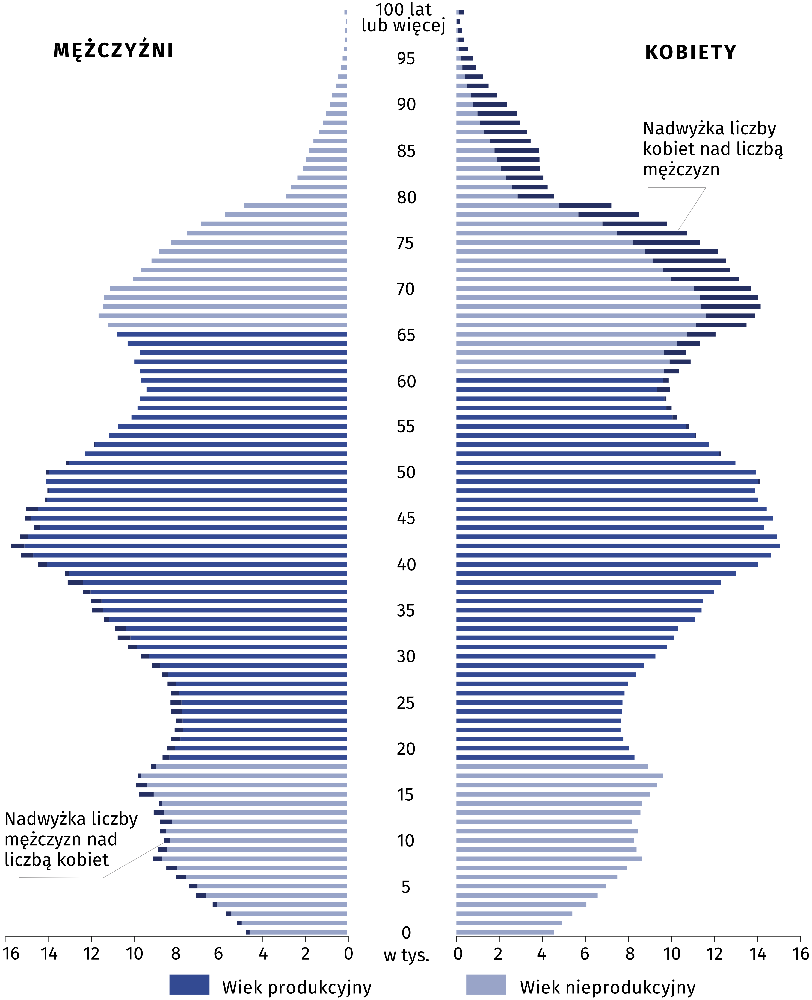 100 lat
lub więcej
MĘŻCZYŹNI
KOBIETY
95
90
Nadwyżka liczby
kobiet nad liczbą
mężczyzn
85
80
75
70
65
60
55
50
45
40
35
30
25
20
15
Nadwyżka liczby
mężczyzn nad
liczbą kobiet
10
5
0
16 14 12 10 8 6 4 2 0 w tys. 0 2 4 6 8 10 12 14 16
Wiek produkcyjny
Wiek nieprodukcyjny